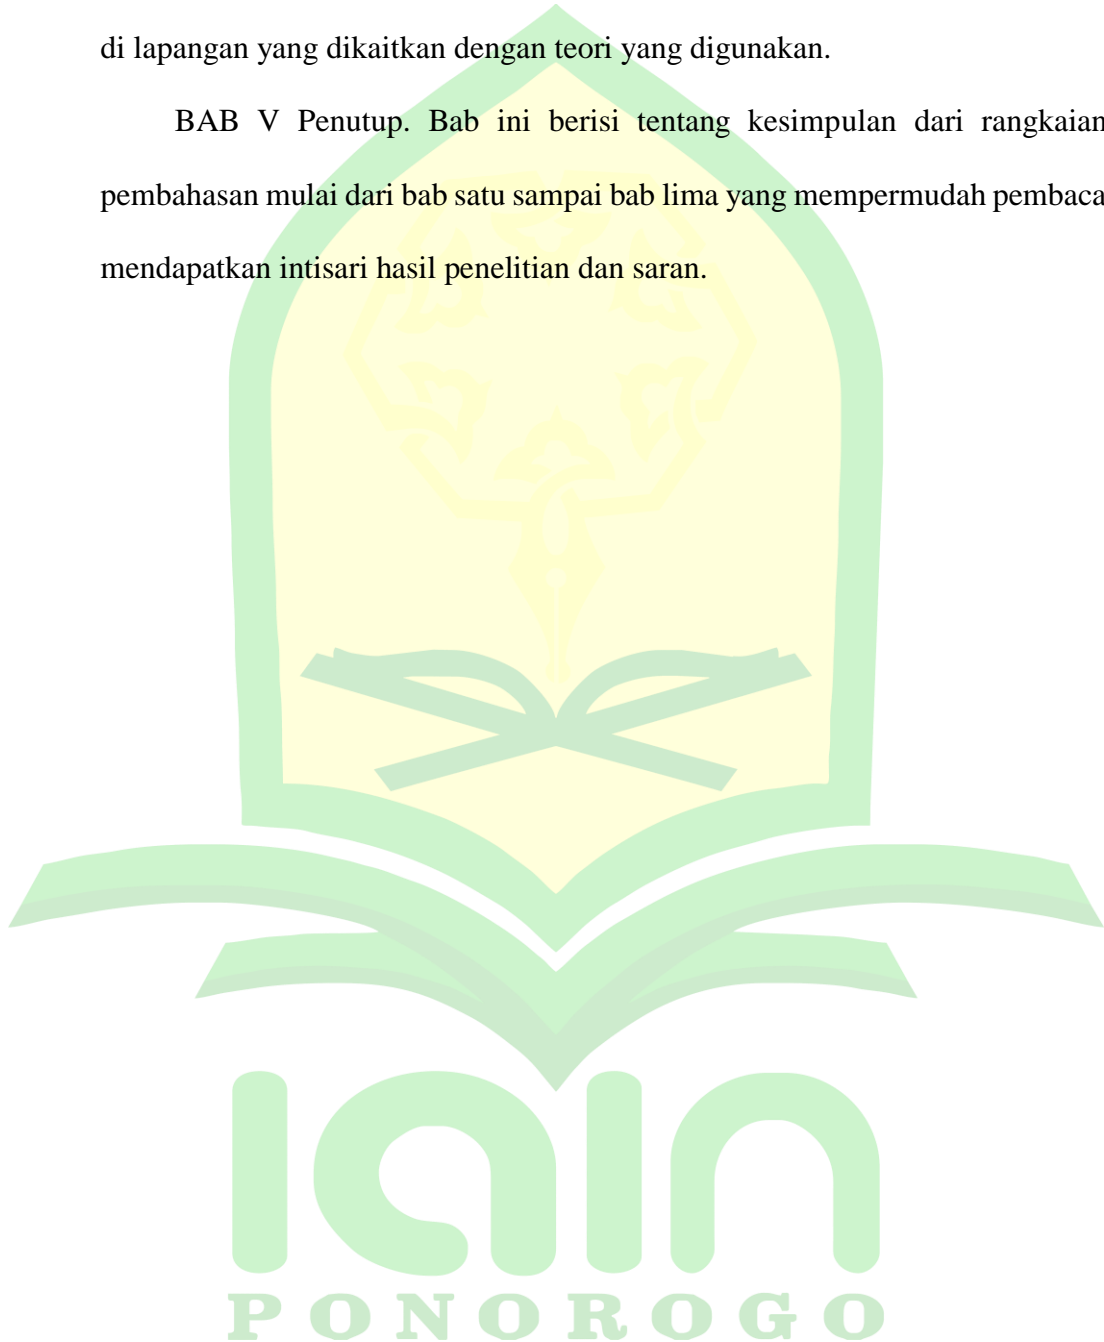 di lapangan yang dikaitkan dengan teori yang digunakan.
BAB V Penutup. Bab ini berisi tentang kesimpulan dari rangkaian
pembahasan mulai dari bab satu sampai bab lima yang mempermudah pembaca
mendapatkan intisari hasil penelitian dan saran.
iain
PONOROGO